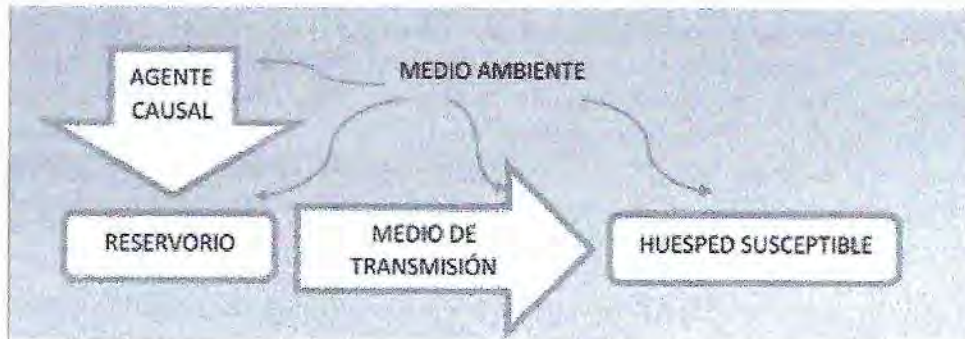 AGENTE
CAUSAL
MEDIO AMBIENTE
RESERVORIO
MEDIO DE
TRANSMISIÓN
HUESPED SUSCEPTIBLE